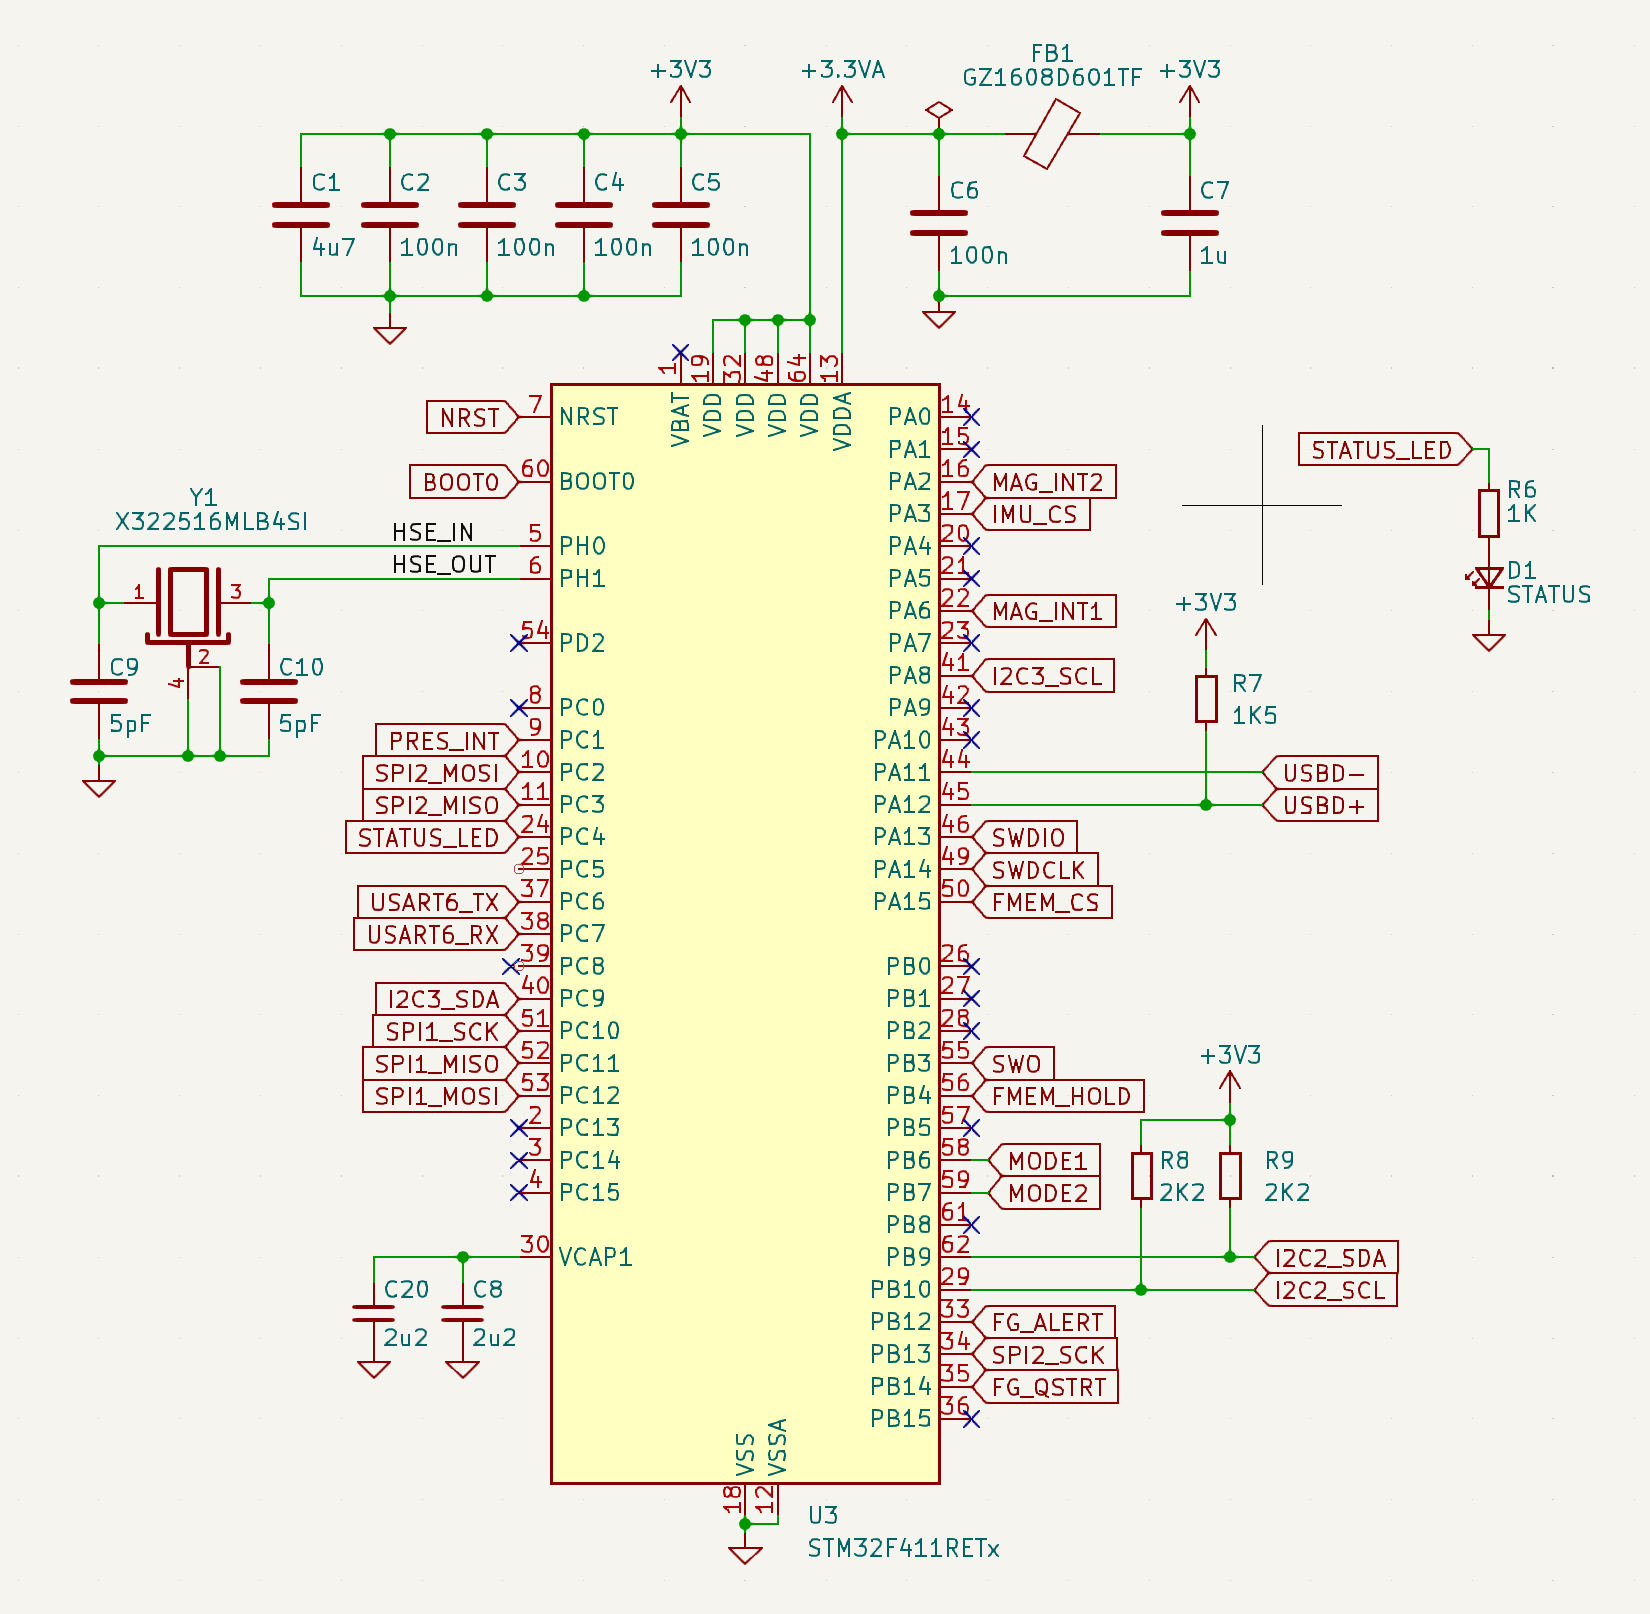 +3V3
+3.3VA
FB1
GZ1608D601TF
+3V3
C1
4u7
C2
100n
C3
100n
C4
100n
C5
100n
C6
100n
C7
1u
1
19
32
48
64
13
VBAT
VDD
VDD
VDD
VDD
VDDA
NRST
7
NRST
BOOT0
60
BOOT0
Y1
X322516MLB4SI
HSE_IN
5
PH0
HSE_OUT
6
PH1
1
3
2
4
C9
5pF
C10
5pF
54
PD2
8
PC0
PRES_INT
9
PC1
SPI2_MOSI
10
PC2
SPI2_MISO
11
PC3
STATUS_LED
24
PC4
25
PC5
USART6_TX
37
PC6
USART6_RX
38
PC7
39
PC8
I2C3_SDA
40
PC9
SPI1_SCK
51
PC10
SPI1_MISO
52
PC11
SPI1_MOSI
53
PC12
2
PC13
3
PC14
4
PC15
30
VCAP1
C20
2u2
C8
2u2
PA0
14
PA1
15
PA2
16
MAG_INT2
PA3
17
IMU_CS
PA4
20
PA5
21
PA6
22
MAG_INT1
PA7
23
PA8
41
I2C3_SCL
PA9
42
PA10
43
PA11
44
USBD-
PA12
45
USBD+
PA13
46
SWDIO
PA14
49
SWDCLK
PA15
50
FMEM_CS
PB0
26
PB1
27
PB2
28
PB3
55
SWO
PB4
56
FMEM_HOLD
PB5
57
PB6
58
MODE1
PB7
59
MODE2
PB8
61
PB9
62
I2C2_SDA
PB10
29
I2C2_SCL
PB12
33
FG_ALERT
PB13
34
SPI2_SCK
PB14
35
FG_QSTRT
PB15
36
STATUS_LED
R6
1K
D1
STATUS
+3V3
R7
1K5
+3V3
R8
2K2
R9
2K2
VSS
VSSA
18
12
U3
STM32F411RETx